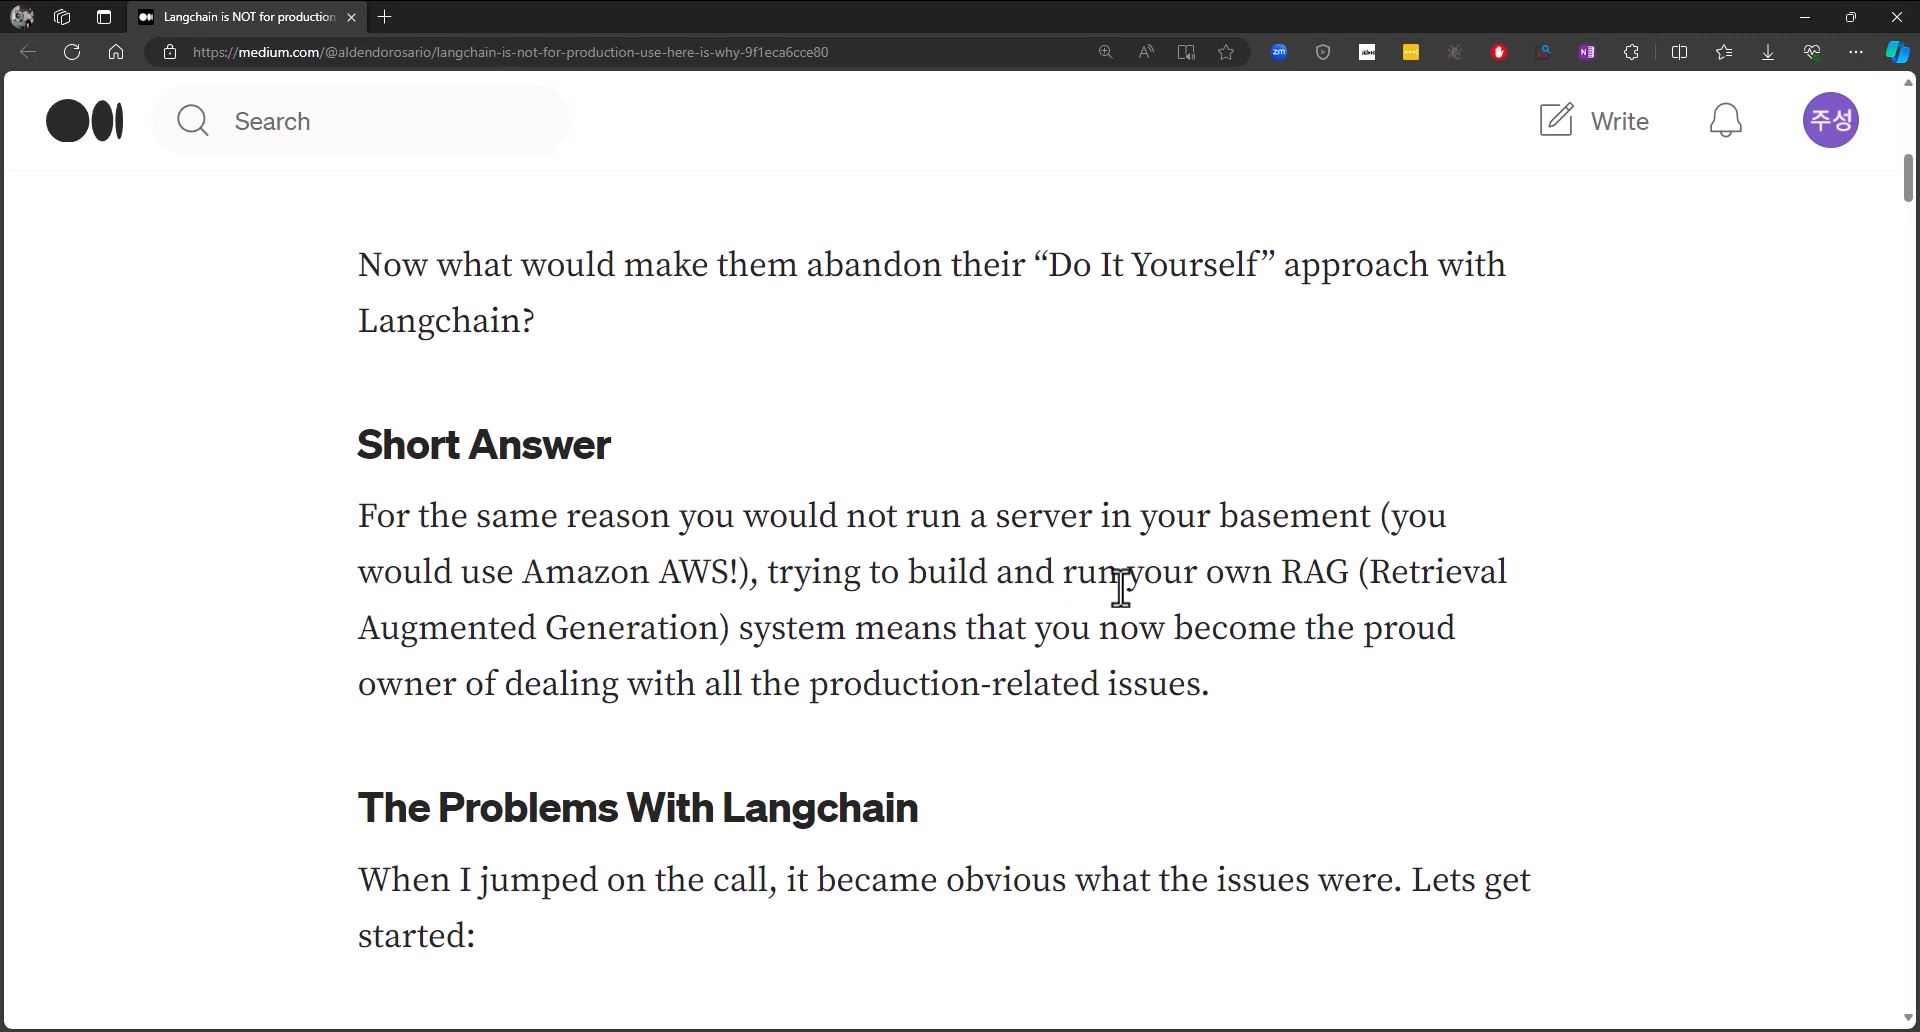 Langchain is NOT for production
https://medium.com/@aldendorosario/langchain-is-not-for-production-use-here-is-why-9f1eca6cce80
Search
Write
주성
Now what would make them abandon their “Do It Yourself” approach with
Langchain?
Short Answer
For the same reason you would not run a server in your basement (you
would use Amazon AWS!), trying to build and run your own RAG (Retrieval
Augmented Generation) system means that you now become the proud
owner of dealing with all the production-related issues.
The Problems With Langchain
When I jumped on the call, it became obvious what the issues were. Lets get
started: